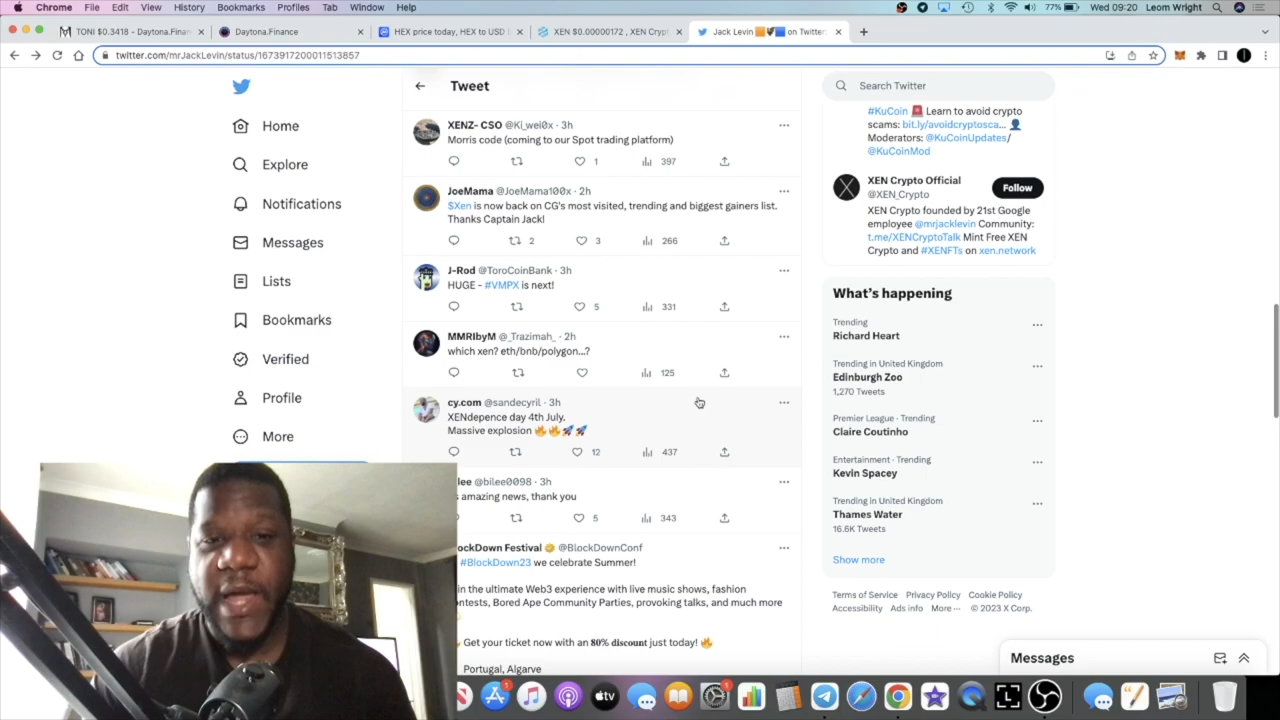 Chrome File Edit View History Bookmarks Profiles Tab Window Help
77% Wed 09:20 Leom Wright
TONI $0.3418 - Daytona.Finan
Daytona.Finance
HEX price today, HEX to USD
XEN $0.00000172 , XEN Cryp
Jack Levin 🟧🦅🟦 on Twitter:
twitter.com/mrJackLevin/status/1673917200011513857
Home
Explore
Notifications
Messages
Lists
Bookmarks
Verified
Profile
More
Tweet
XENZ- CSO @Ki_wei0x · 3h
Morris code (coming to our Spot trading platform)
1 397
JoeMama @JoeMama100x · 2h
$Xen is now back on CG's most visited, trending and biggest gainers list.
Thanks Captain Jack!
2 3 266
J-Rod @ToroCoinBank · 3h
HUGE - #VMPX is next!
5 331
MMRIbyM @_Trazimah_ · 2h
which xen? eth/bnb/polygon...?
125
cy.com @sandecyril · 3h
XENdepence day 4th July.
Massive explosion 🔥🔥🚀🚀
12 437
lee @bilee0098 · 3h
s amazing news, thank you
5 343
ockDown Festival @BlockDownConf
#BlockDown23 we celebrate Summer!
in the ultimate Web3 experience with live music shows, fashion
ontests, Bored Ape Community Parties, provoking talks, and much more
Get your ticket now with an 80% discount just today! 🔥
Portugal, Algarve
Search Twitter
#KuCoin 🚨 Learn to avoid crypto
scams: bit.ly/avoidcryptosca... 👤
Moderators: @KuCoinUpdates/
@KuCoinMod
XEN Crypto Official
@XEN_Crypto
Follow
XEN Crypto founded by 21st Google
employee @mrjacklevin Community:
t.me/XENCryptoTalk Mint Free XEN
Crypto and #XENFTs on xen.network
What's happening
Trending
Richard Heart
Trending in United Kingdom
Edinburgh Zoo
1,270 Tweets
Premier League · Trending
Claire Coutinho
Entertainment · Trending
Kevin Spacey
Trending in United Kingdom
Thames Water
16.6K Tweets
Show more
Terms of Service Privacy Policy Cookie Policy
Accessibility Ads info More ··· © 2023 X Corp.
Messages
tv